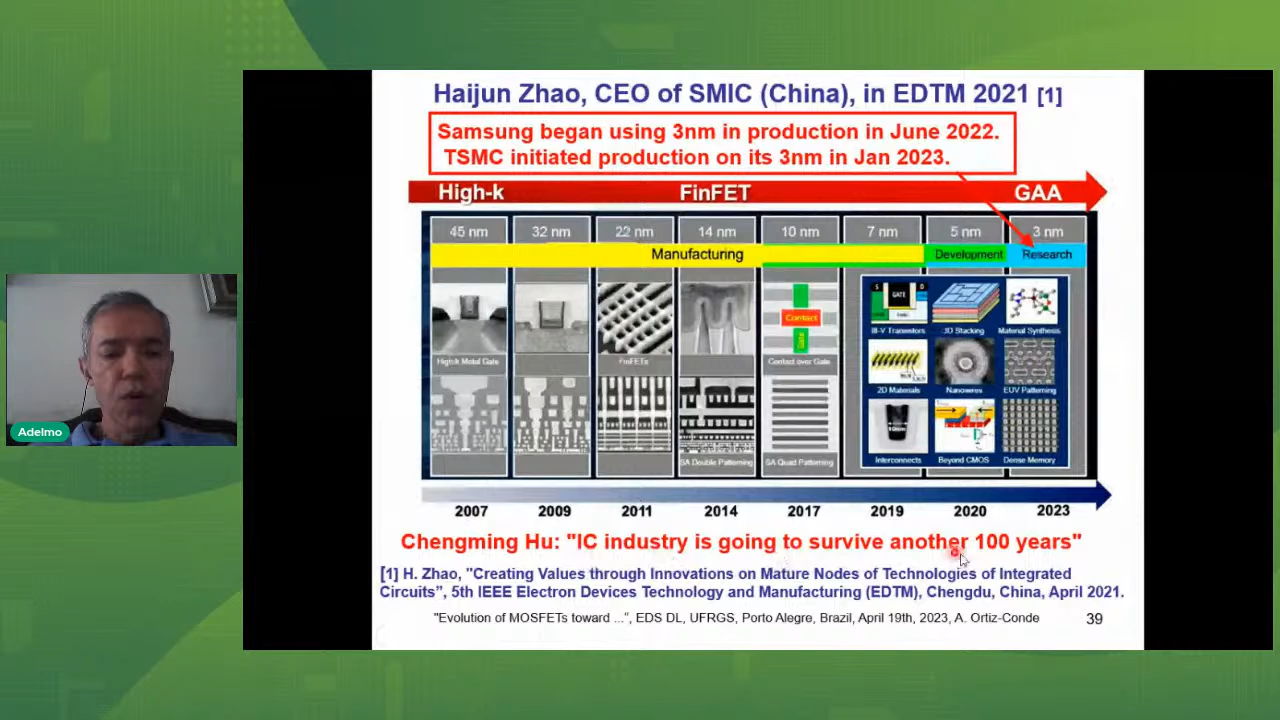 Haijun Zhao, CEO of SMIC (China), in EDTM 2021 [1]
Samsung began using 3nm in production in June 2022.
TSMC initiated production on its 3nm in Jan 2023.
High-k FinFET GAA
45 nm 32 nm 22 nm 14 nm 10 nm 7 nm 5 nm 3 nm
Manufacturing Development Research
S GATE D
III-V Transistors 3D Stacking Material Synthesis
Contact
Gate
High-k Metal Gate FinFETs Contact over Gate
2D Materials Nanowires EUV Patterning
SA Double Patterning SA Quad Patterning
Interconnects Beyond CMOS Dense Memory
2007 2009 2011 2014 2017 2019 2020 2023
Chengming Hu: "IC industry is going to survive another 100 years"
[1] H. Zhao, "Creating Values through Innovations on Mature Nodes of Technologies of Integrated
Circuits", 5th IEEE Electron Devices Technology and Manufacturing (EDTM), Chengdu, China, April 2021.
"Evolution of MOSFETs toward ...", EDS DL, UFRGS, Porto Alegre, Brazil, April 19th, 2023, A. Ortiz-Conde 39
Adelmo